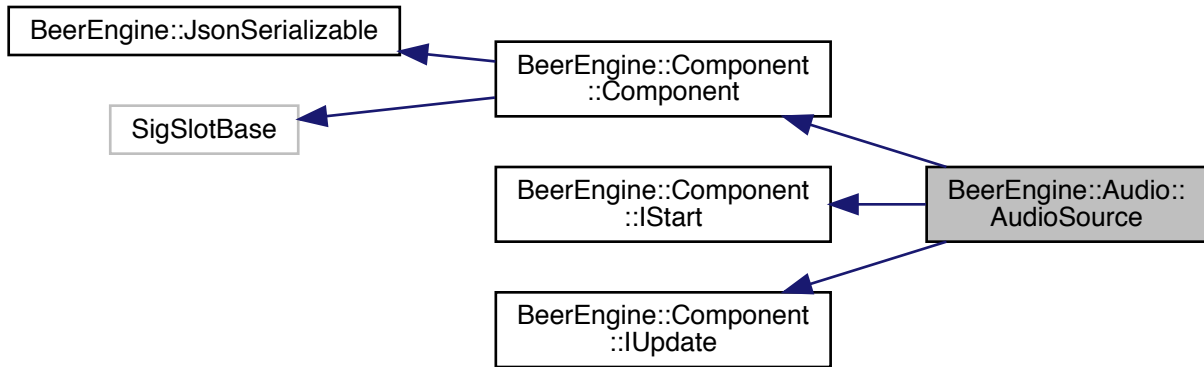 BeerEngine::JsonSerializable
SigSlotBase
BeerEngine::Component
::Component
BeerEngine::Component
::IStart
BeerEngine::Component
::IUpdate
BeerEngine::Audio::
AudioSource